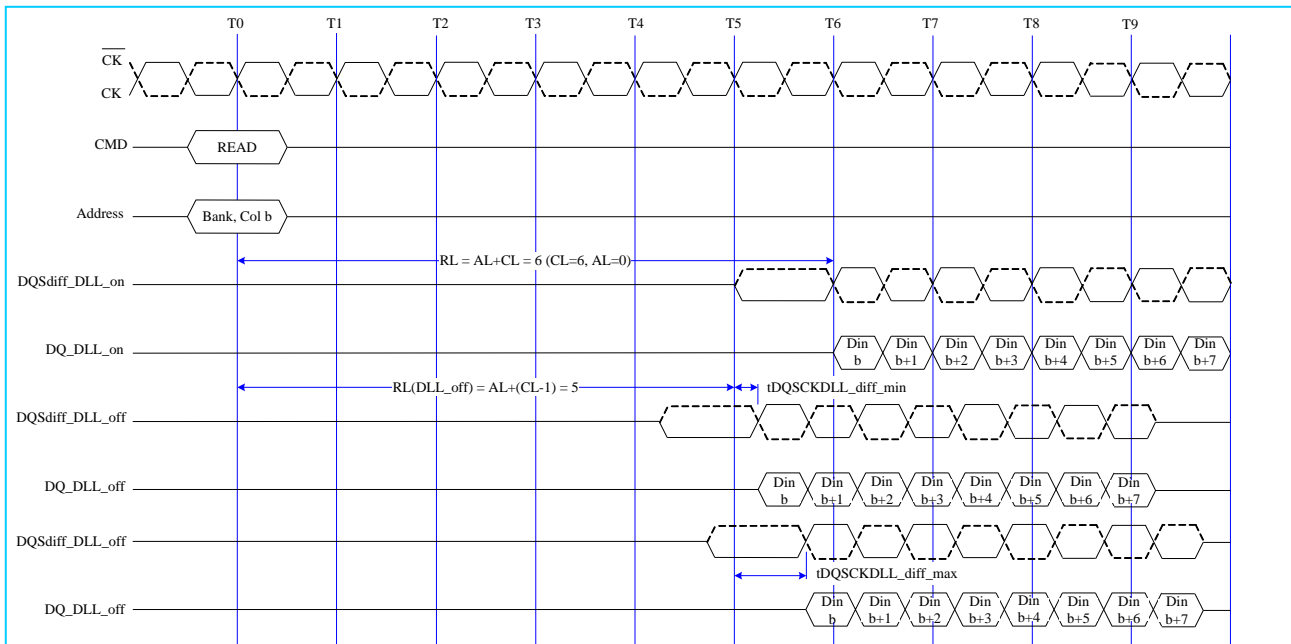 T0 T1 T2 T3 T4 T5 T6 T7 T8 T9
CK
CK
CMD READ
Address Bank, Col b
RL = AL+CL = 6 (CL=6, AL=0)
DQSdiff_DLL_on
DQ_DLL_on Din b Din b+1 Din b+2 Din b+3 Din b+4 Din b+5 Din b+6 Din b+7
RL(DLL_off) = AL+(CL-1) = 5 tDQSCKDLL_diff_min
DQSdiff_DLL_off
DQ_DLL_off Din b Din b+1 Din b+2 Din b+3 Din b+4 Din b+5 Din b+6 Din b+7
DQSdiff_DLL_off
tDQSCKDLL_diff_max
DQ_DLL_off Din b Din b+1 Din b+2 Din b+3 Din b+4 Din b+5 Din b+6 Din b+7